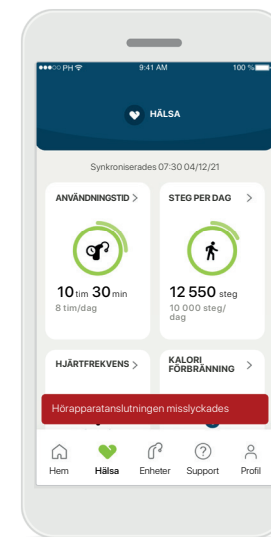 PH 9:41 AM 100 %
HÄLSA
Synkroniserades 07:30 04/12/21
ANVÄNDNINGSTID > STEG PER DAG >
10 tim 30 min 12 550 steg
8 tim/dag 10 000 steg/
dag
HJÄRTFREKVENS > KALORI
FÖRBRÄNNING >
Hörapparatanslutningen misslyckades
Hem Hälsa Enheter Support Profil